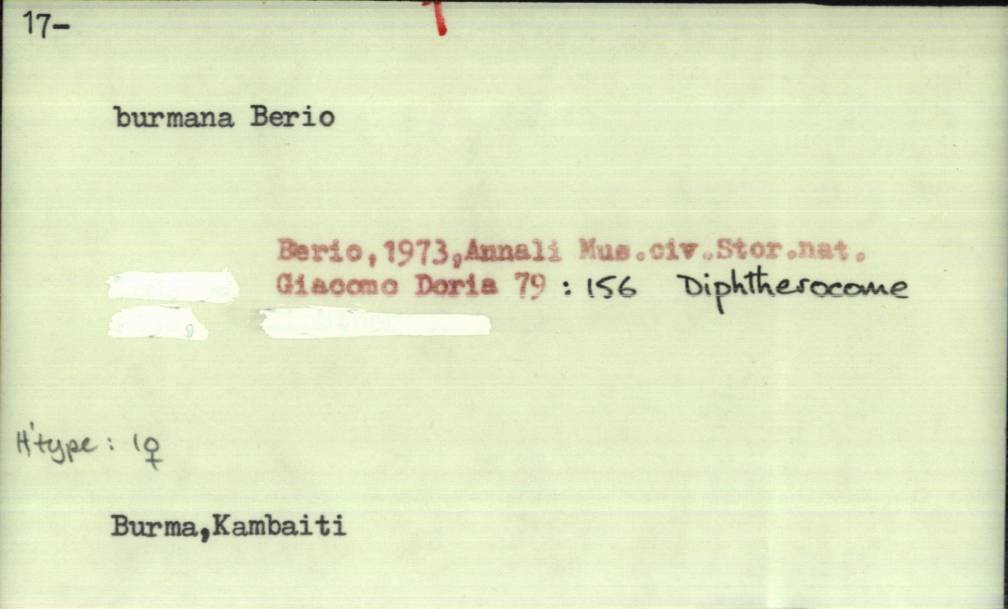 17-
burmana Berio
Berio,1973,Annali Mus.civ.Stor.nat.
Giacomo Doria 79 : 156 Diphtherocome
H'type: 1♀
Burma,Kambaiti